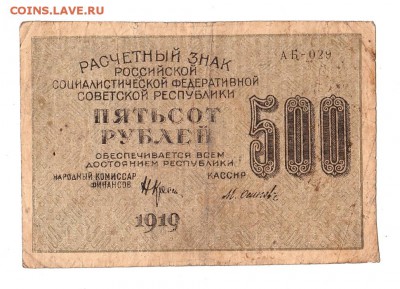 COINS.LAVE.RU
АБ-029
РАСЧЕТНЫЙ ЗНАК
РОССИЙСКОЙ
СОЦИАЛИСТИЧЕСКОЙ ФЕДЕРАТИВНОЙ
СОВЕТСКОЙ РЕСПУБЛИКИ
ПЯТЬСОТ
РУБЛЕЙ
500
ОБЕСПЕЧИВАЕТСЯ ВСЕМ
ДОСТОЯНИЕМ РЕСПУБЛИКИ.
НАРОДНЫЙ КОМИССАР
ФИНАНСОВ
КАССИР
1919